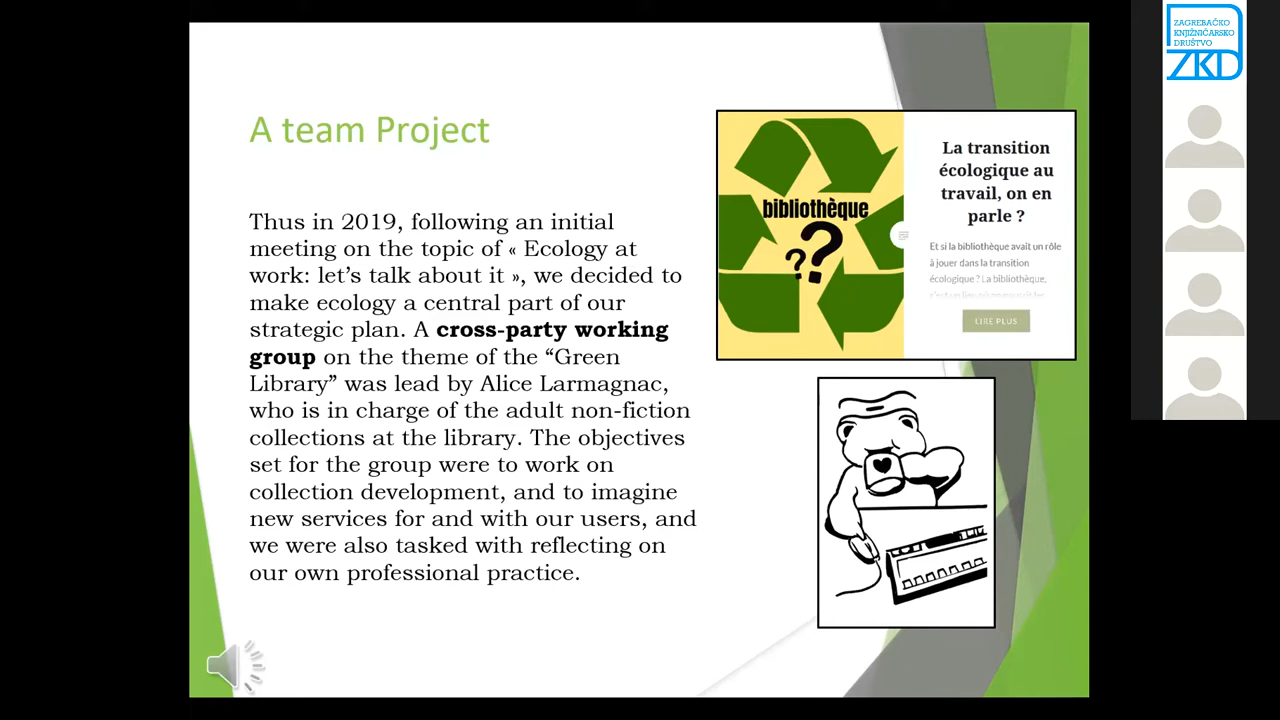 A team Project
Thus in 2019, following an initial
meeting on the topic of « Ecology at
work: let’s talk about it », we decided to
make ecology a central part of our
strategic plan. A cross-party working
group on the theme of the “Green
Library” was lead by Alice Larmagnac,
who is in charge of the adult non-fiction
collections at the library. The objectives
set for the group were to work on
collection development, and to imagine
new services for and with our users, and
we were also tasked with reflecting on
our own professional practice.
bibliothèque
??
La transition
écologique au
travail, on en
parle ?
Et si la bibliothèque avait un rôle
à jouer dans la transition
écologique ? La bibliothèque,
LIRE PLUS
ZAGREBAČKO
KNJIŽNIČARSKO
DRUŠTVO
ZKD